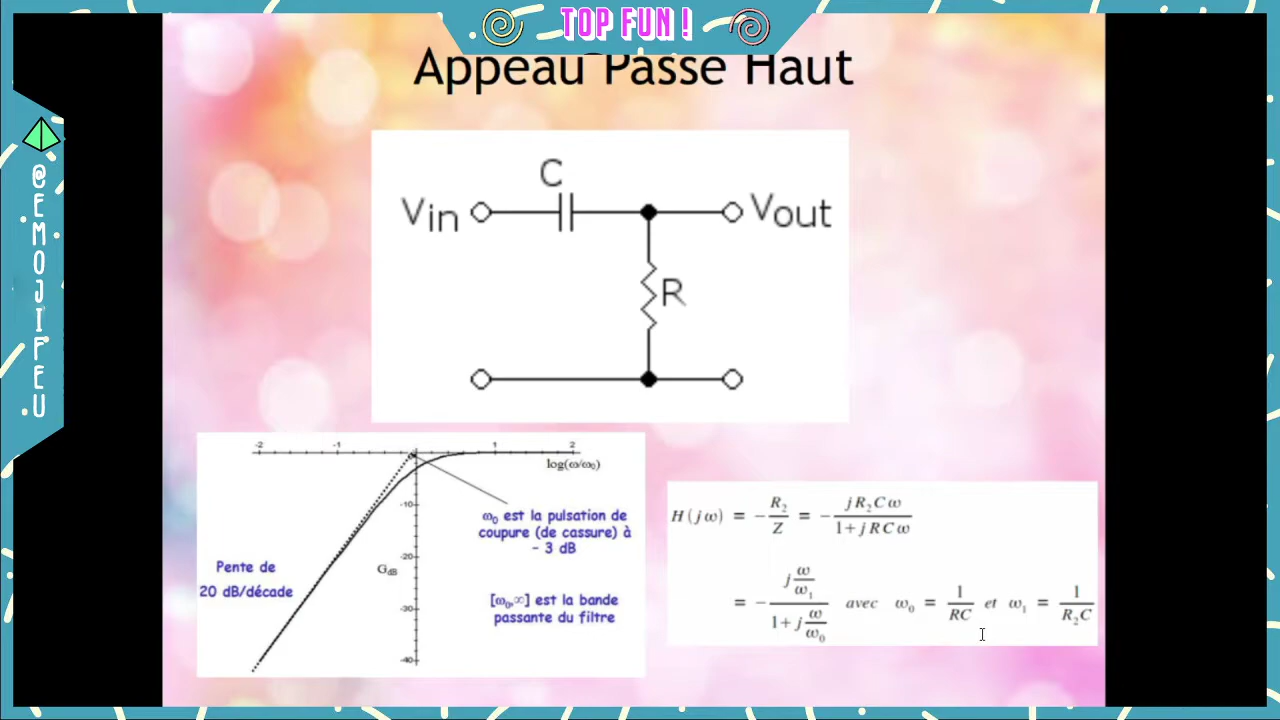 TOP FUN !
Appeau Passe Haut
@EMOJIFEU
C
Vin
Vout
R
-2 -1 1 2
log(ω/ω₀)
-10
-20
-30
-40
G_dB
ω₀ est la pulsation de
coupure (de cassure) à
- 3 dB
Pente de
20 dB/décade
[ω₀,∞] est la bande
passante du filtre
H(jω) = -R₂/Z = -jR₂Cω/(1+jRCω)
= -(j ω/ω₁)/(1+j ω/ω₀) avec ω₀ = 1/RC et ω₁ = 1/R₂C